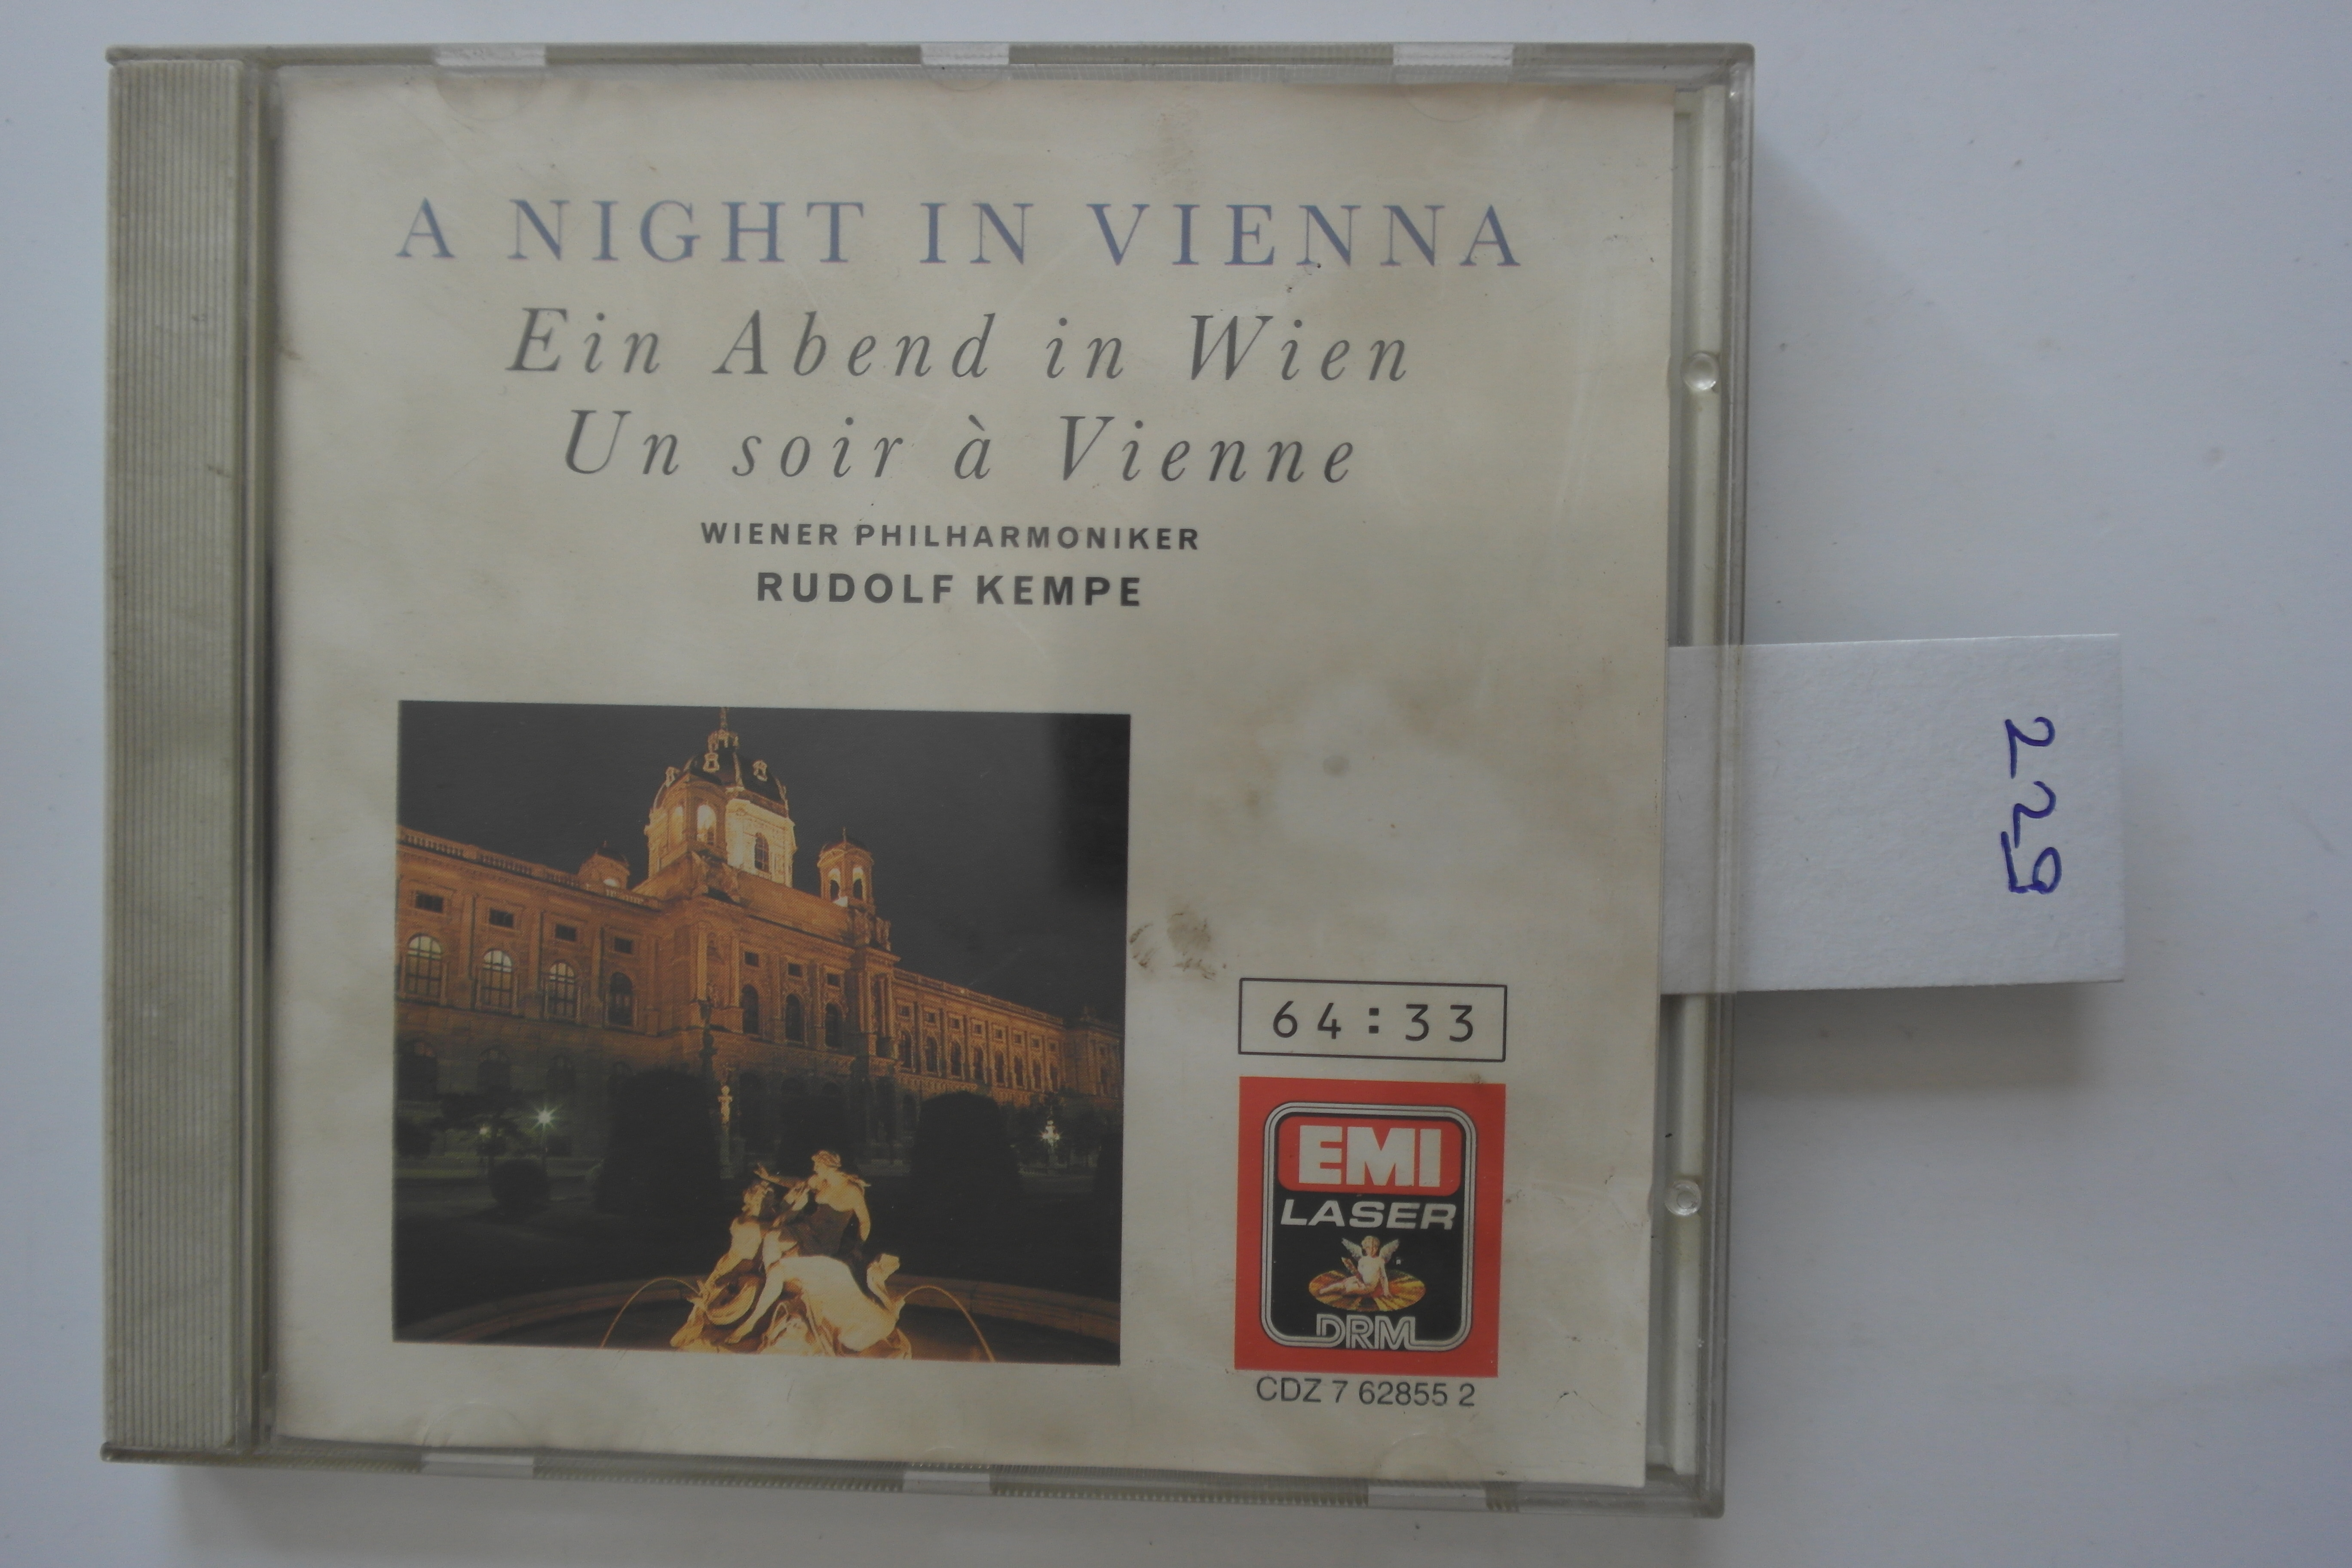 A NIGHT IN VIENNA
Ein Abend in Wien
Un soir à Vienne
WIENER PHILHARMONIKER
RUDOLF KEMPE
229
64:33
EMI
LASER
DRM
CDZ 7 62855 2